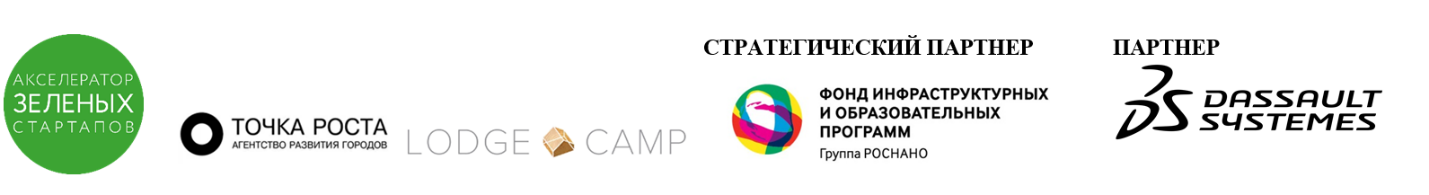 АКСЕЛЕРАТОР
ЗЕЛЕНЫХ
СТАРТАПОВ
ТОЧКА РОСТА
АГЕНТСТВО РАЗВИТИЯ ГОРОДОВ
LODGE CAMP
СТРАТЕГИЧЕСКИЙ ПАРТНЕР
ФОНД ИНФРАСТРУКТУРНЫХ
И ОБРАЗОВАТЕЛЬНЫХ
ПРОГРАММ
Группа РОСНАНО
ПАРТНЕР
3DS DASSAULT
SYSTEMES